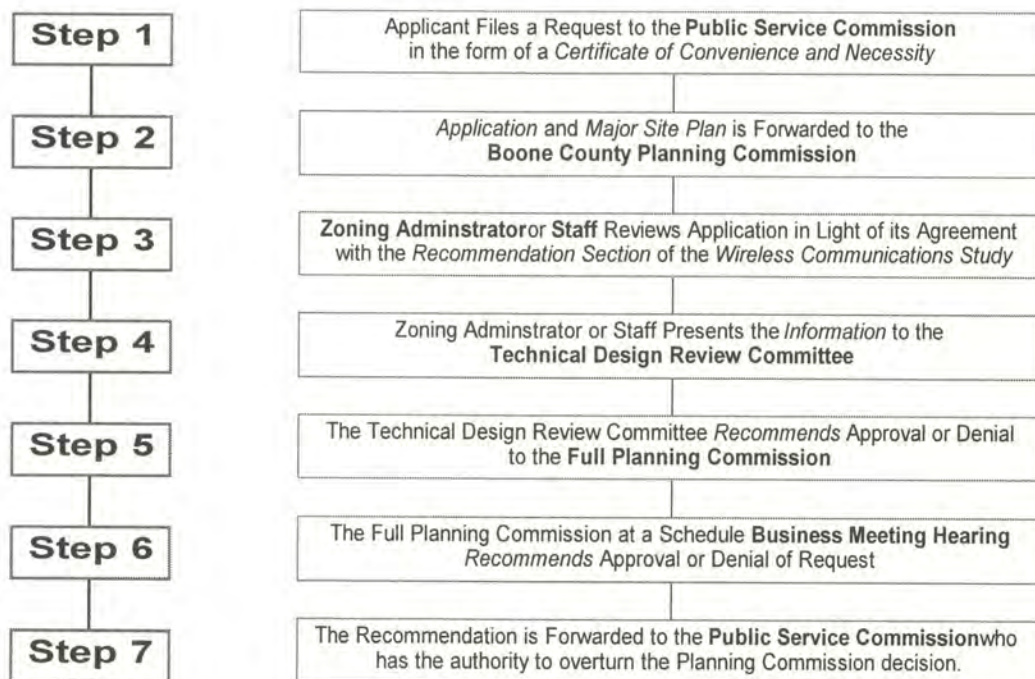 Step 1
Applicant Files a Request to the Public Service Commission
in the form of a Certificate of Convenience and Necessity
Step 2
Application and Major Site Plan is Forwarded to the
Boone County Planning Commission
Step 3
Zoning Adminstratoror Staff Reviews Application in Light of its Agreement
with the Recommendation Section of the Wireless Communications Study
Step 4
Zoning Adminstrator or Staff Presents the Information to the
Technical Design Review Committee
Step 5
The Technical Design Review Committee Recommends Approval or Denial
to the Full Planning Commission
Step 6
The Full Planning Commission at a Schedule Business Meeting Hearing
Recommends Approval or Denial of Request
Step 7
The Recommendation is Forwarded to the Public Service Commissionwho
has the authority to overturn the Planning Commission decision.